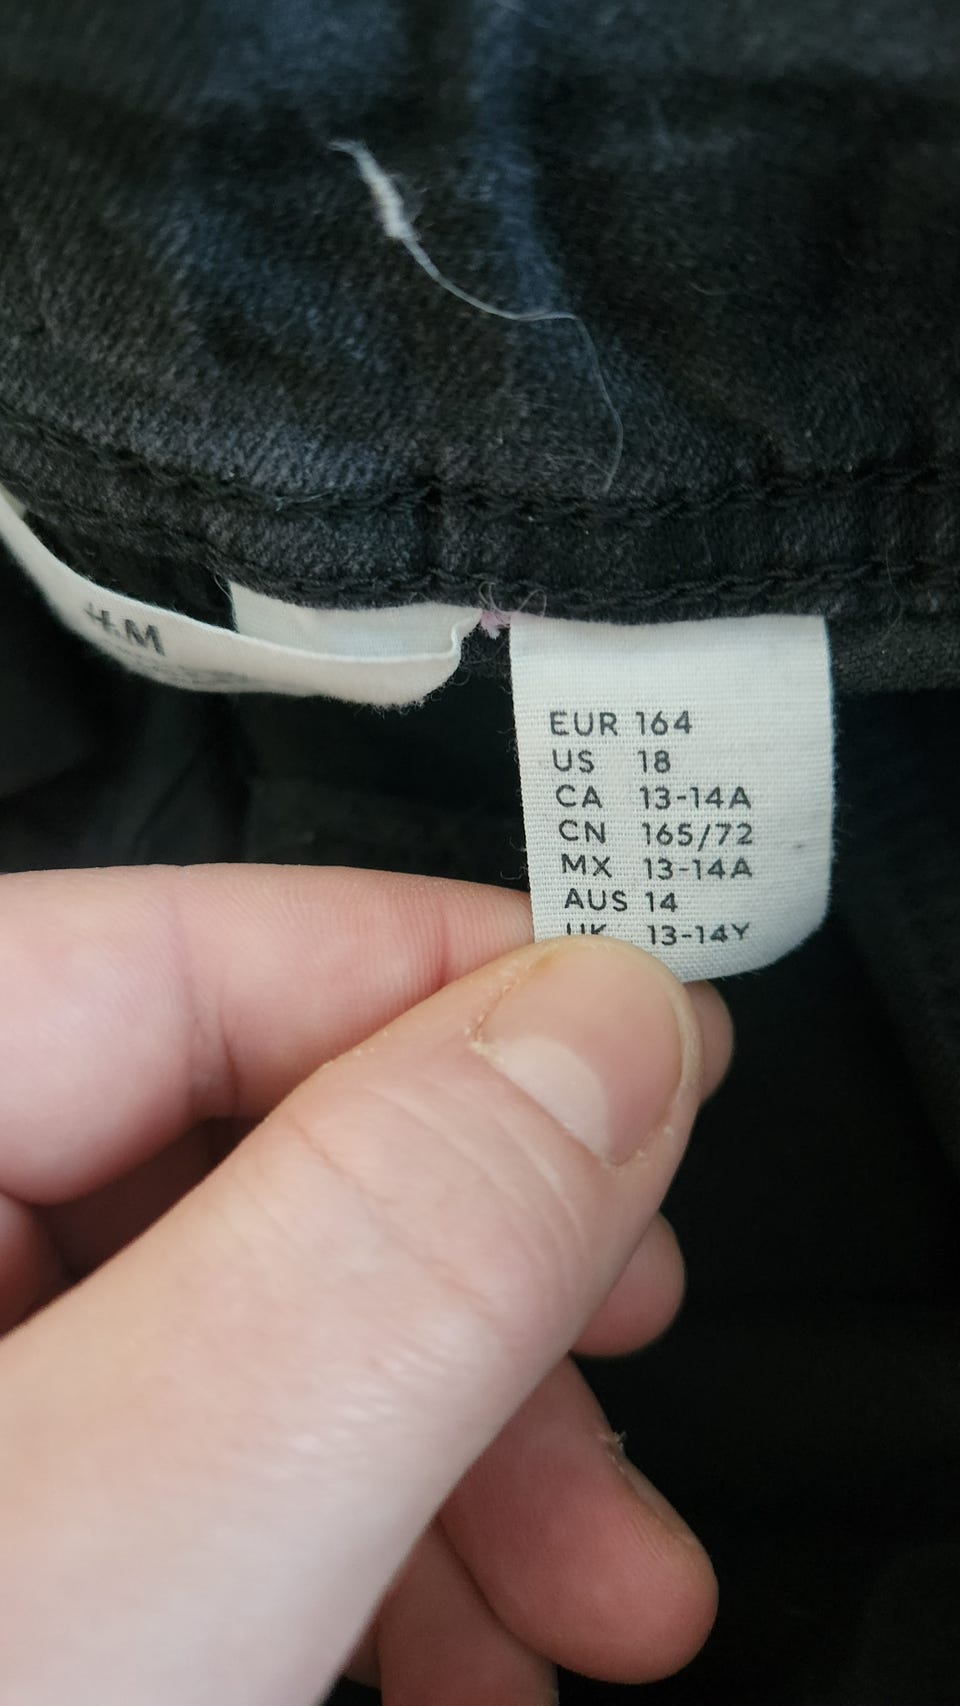 H&M
EUR 164
US 18
CA 13-14A
CN 165/72
MX 13-14A
AUS 14
UK 13-14Y